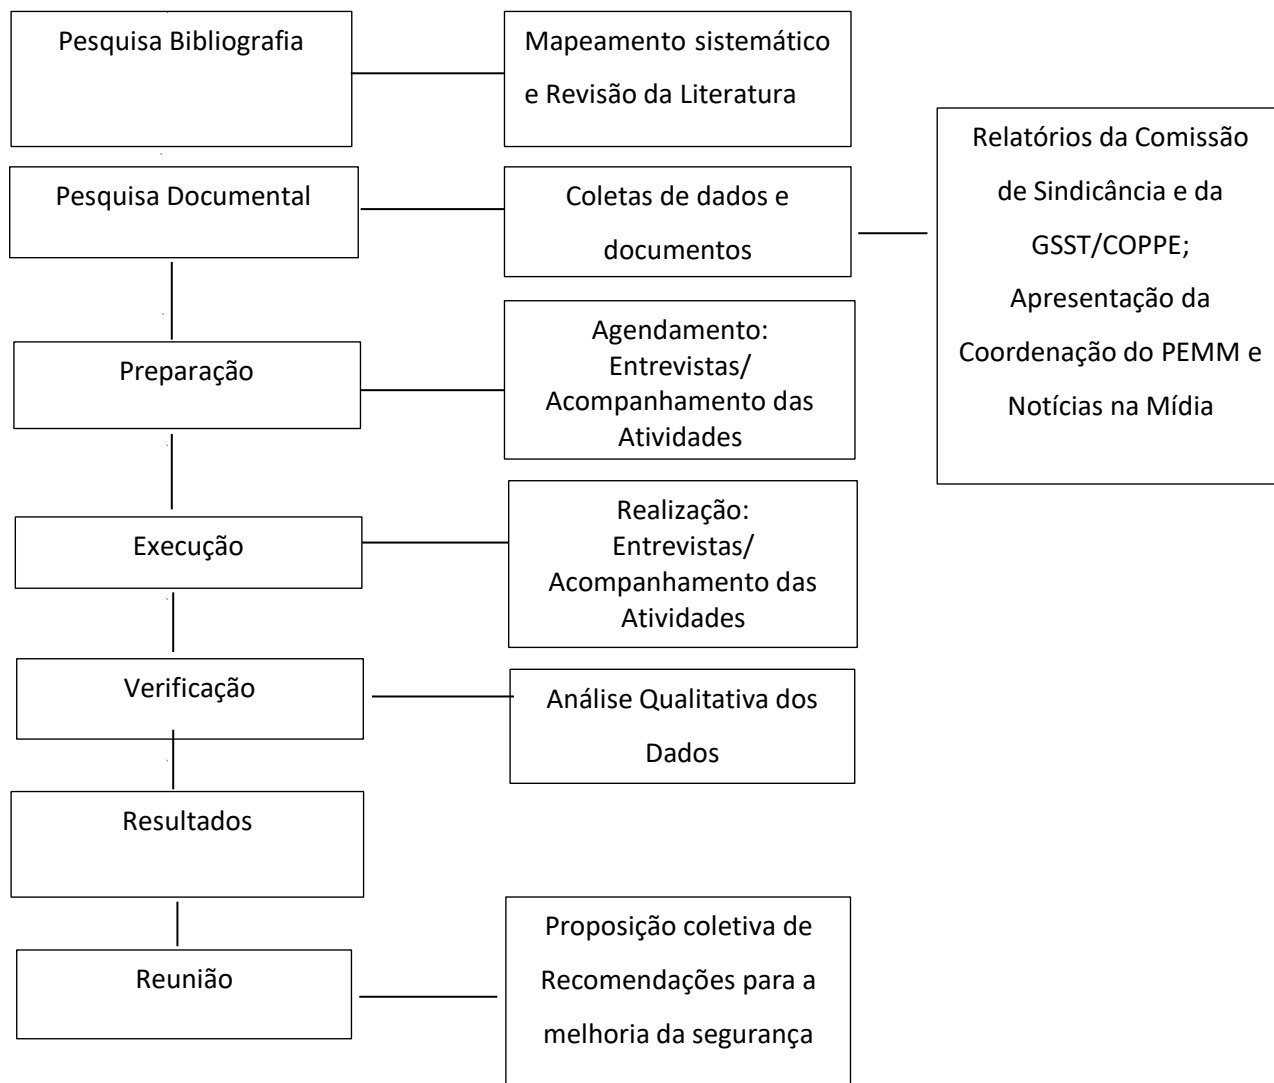 Pesquisa Bibliografia
Mapeamento sistemático
e Revisão da Literatura
Relatórios da Comissão
de Sindicância e da
GSST/COPPE;
Apresentação da
Coordenação do PEMM e
Notícias na Mídia
Pesquisa Documental
Coletas de dados e
documentos
Preparação
Agendamento:
Entrevistas/
Acompanhamento das
Atividades
Execução
Realização:
Entrevistas/
Acompanhamento das
Atividades
Verificação
Análise Qualitativa dos
Dados
Resultados
Reunião
Proposição coletiva de
Recomendações para a
melhoria da segurança